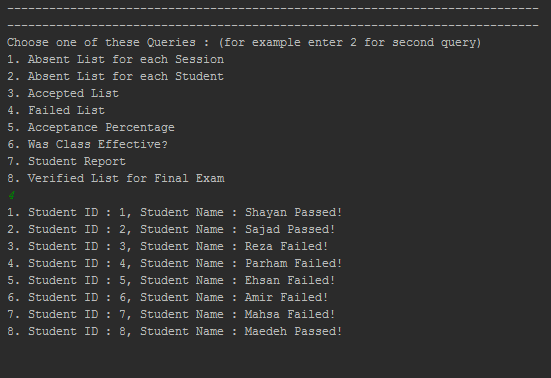 --------------------------------------------------------------------------------
--------------------------------------------------------------------------------
Choose one of these Queries : (for example enter 2 for second query)
1. Absent List for each Session
2. Absent List for each Student
3. Accepted List
4. Failed List
5. Acceptance Percentage
6. Was Class Effective?
7. Student Report
8. Verified List for Final Exam
4
1. Student ID : 1, Student Name : Shayan Passed!
2. Student ID : 2, Student Name : Sajad Passed!
3. Student ID : 3, Student Name : Reza Failed!
4. Student ID : 4, Student Name : Parham Failed!
5. Student ID : 5, Student Name : Ehsan Failed!
6. Student ID : 6, Student Name : Amir Failed!
7. Student ID : 7, Student Name : Mahsa Failed!
8. Student ID : 8, Student Name : Maedeh Passed!